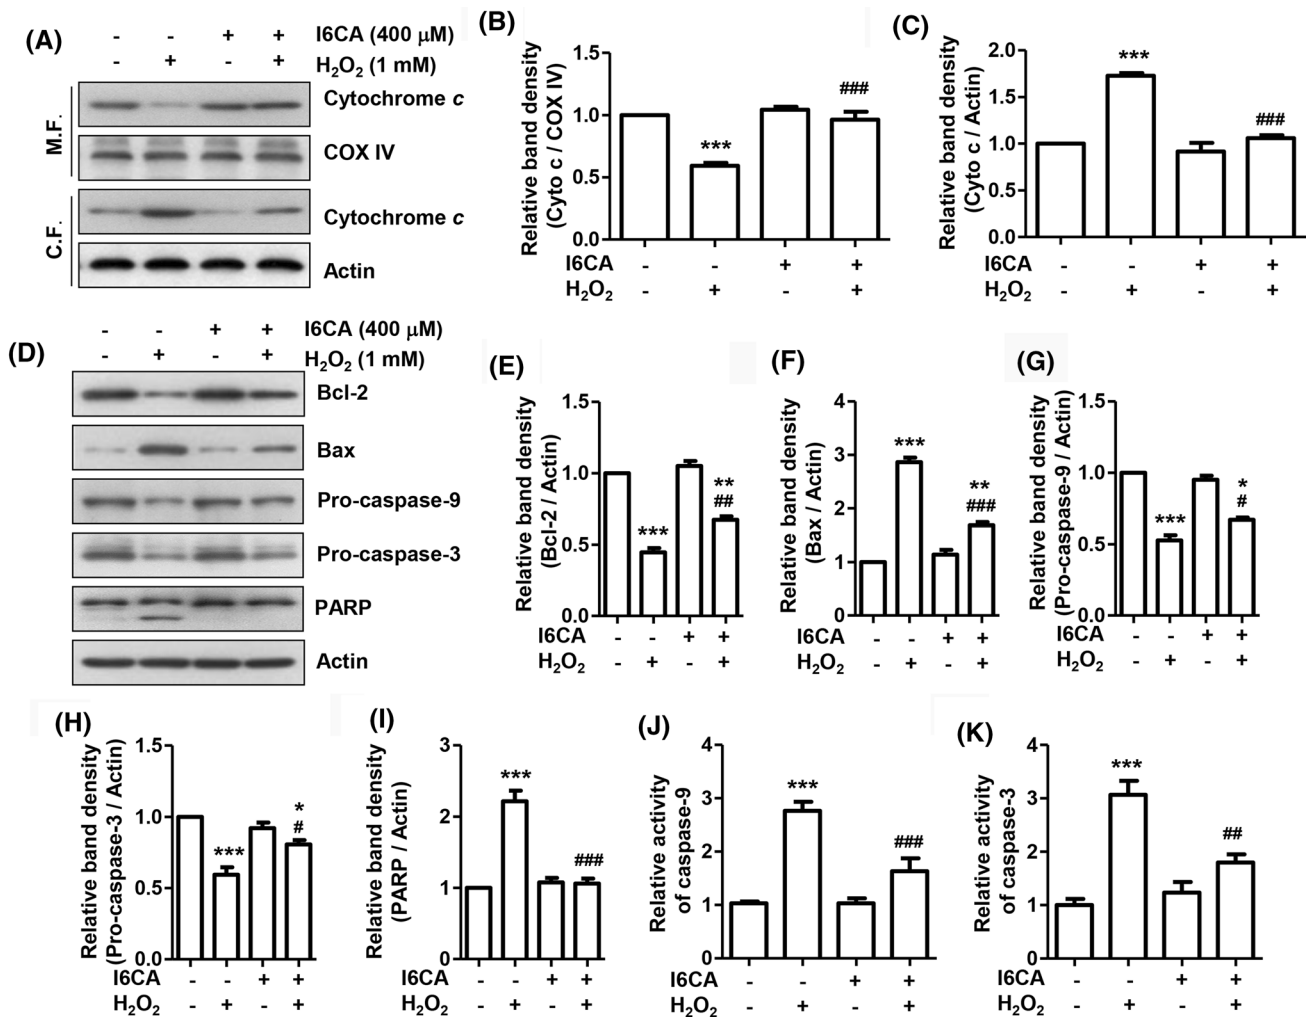 (A)
- - + + I6CA (400 µM)
- + - + H₂O₂ (1 mM)
M.F.
Cytochrome c
COX IV
C.F.
Cytochrome c
Actin
(B)
Relative band density
(Cyto c / COX IV)
1.5
1.0
0.5
0.0
***
###
I6CA - - + +
H₂O₂ - + - +
(C)
Relative band density
(Cyto c / Actin)
2.0
1.5
1.0
0.5
0.0
***
###
I6CA - - + +
H₂O₂ - + - +
(D)
- - + + I6CA (400 µM)
- + - + H₂O₂ (1 mM)
Bcl-2
Bax
Pro-caspase-9
Pro-caspase-3
PARP
Actin
(E)
Relative band density
(Bcl-2 / Actin)
1.5
1.0
0.5
0.0
***
**
##
I6CA - - + +
H₂O₂ - + - +
(F)
Relative band density
(Bax / Actin)
4
3
2
1
0
***
**
###
I6CA - - + +
H₂O₂ - + - +
(G)
Relative band density
(Pro-caspase-9 / Actin)
1.5
1.0
0.5
0.0
***
*
#
I6CA - - + +
H₂O₂ - + - +
(H)
Relative band density
(Pro-caspase-3 / Actin)
1.5
1.0
0.5
0.0
***
*
#
I6CA - - + +
H₂O₂ - + - +
(I)
Relative band density
(PARP / Actin)
3
2
1
0
***
###
I6CA - - + +
H₂O₂ - + - +
(J)
Relative activity
of caspase-9
4
3
2
1
0
***
###
I6CA - - + +
H₂O₂ - + - +
(K)
Relative activity
of caspase-3
4
3
2
1
0
***
##
I6CA - - + +
H₂O₂ - + - +